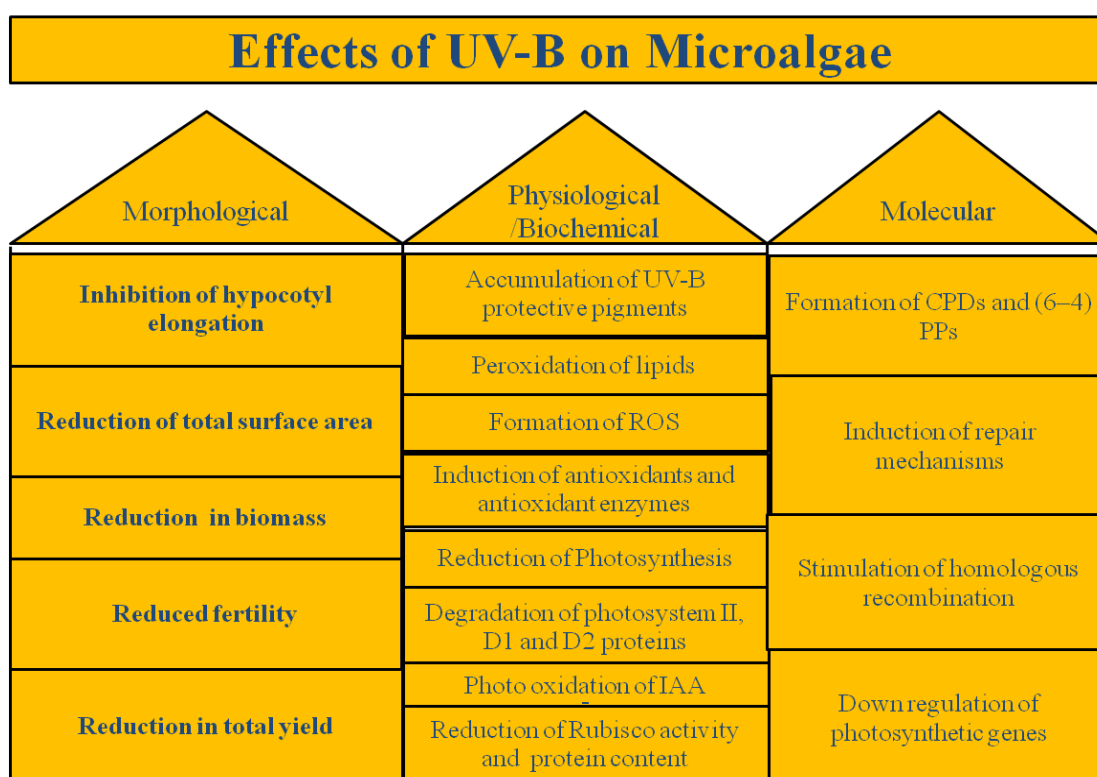 Effects of UV-B on Microalgae
Morphological
Inhibition of hypocotyl
elongation
Reduction of total surface area
Reduction in biomass
Reduced fertility
Reduction in total yield
Physiological
/Biochemical
Accumulation of UV-B
protective pigments
Peroxidation of lipids
Formation of ROS
Induction of antioxidants and
antioxidant enzymes
Reduction of Photosynthesis
Degradation of photosystem II,
D1 and D2 proteins
Photo oxidation of IAA
Reduction of Rubisco activity
and protein content
Molecular
Formation of CPDs and (6–4)
PPs
Induction of repair
mechanisms
Stimulation of homologous
recombination
Down regulation of
photosynthetic genes